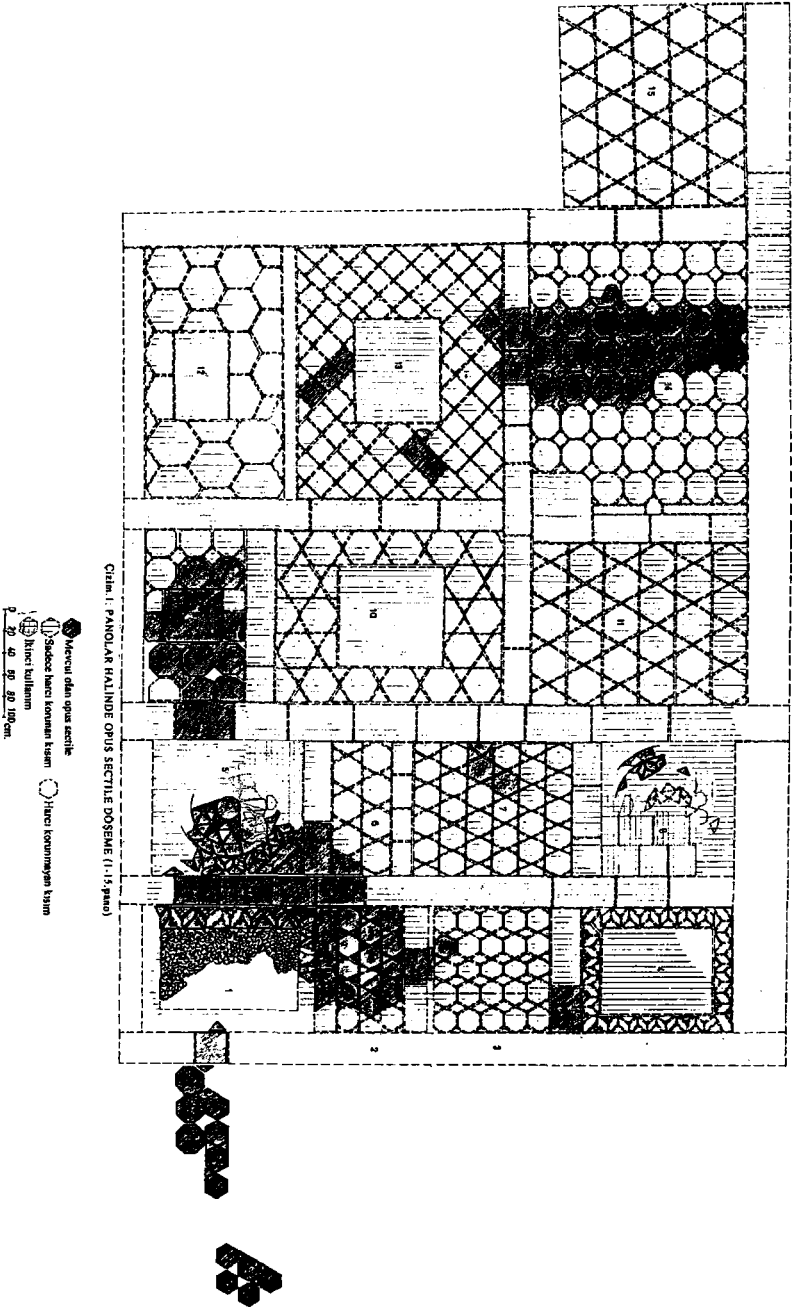 15
14
13
12
11
10
9
7
6
5
4
3
2
1
Çizim. 1. PANOLAR HALİNDE OPUS SECTILE DÖŞEME (1-15.pano)
Mevcut olan opus sectile
Sadece harcı korunan kısım
Harcı korunmayan kısım
İkinci kullanım
0 20 40 60 80 100cm.